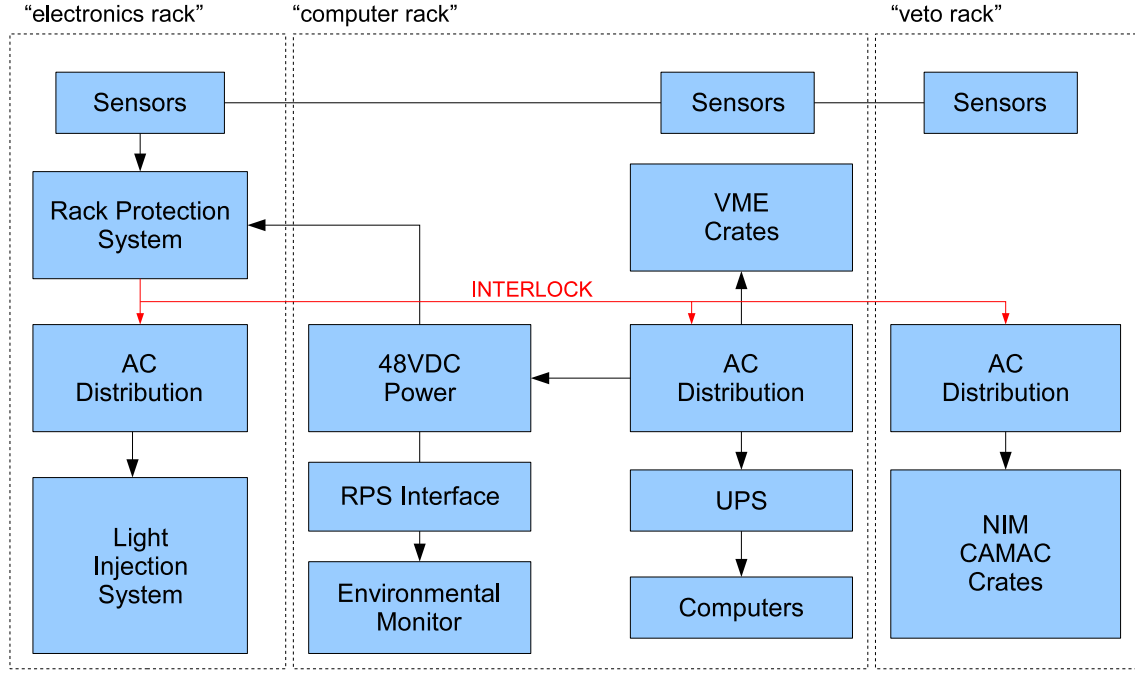 “electronics rack”
“computer rack”
“veto rack”
Sensors
Sensors
Sensors
Rack Protection
System
VME
Crates
INTERLOCK
AC
Distribution
48VDC
Power
AC
Distribution
AC
Distribution
Light
Injection
System
RPS Interface
UPS
NIM
CAMAC
Crates
Environmental
Monitor
Computers